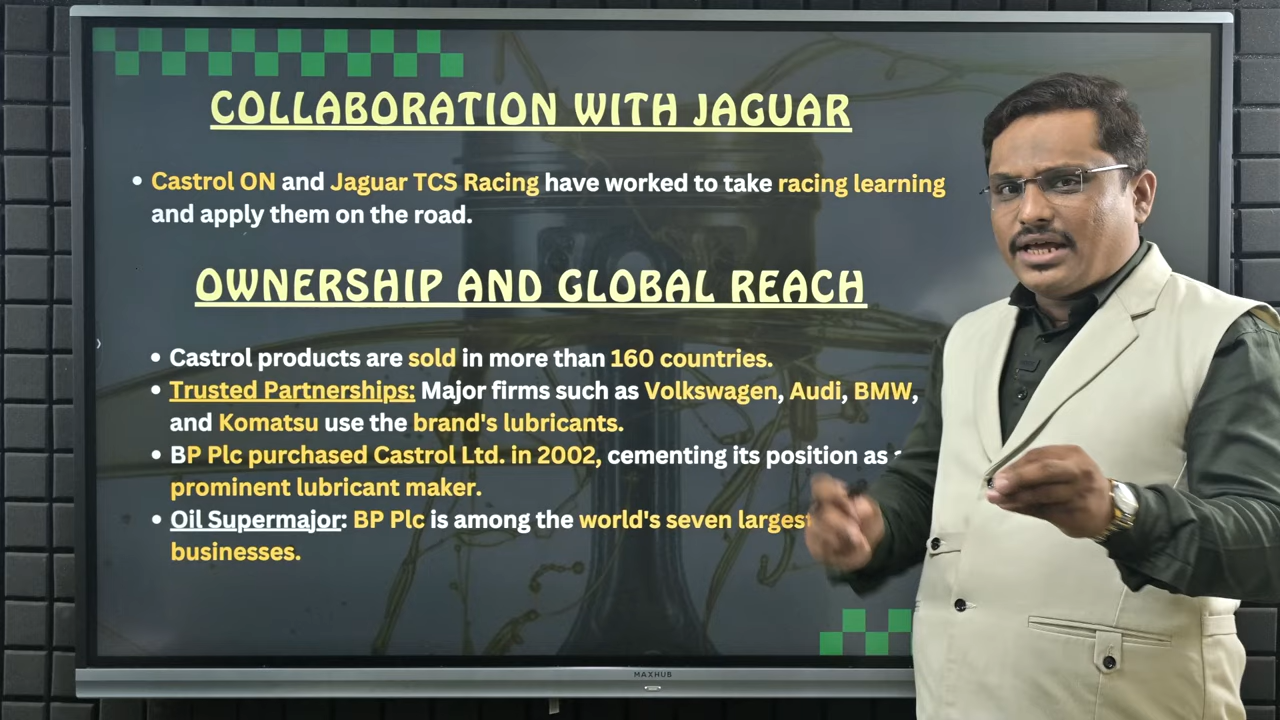 COLLABORATION WITH JAGUAR
• Castrol ON and Jaguar TCS Racing have worked to take racing learning
and apply them on the road.
OWNERSHIP AND GLOBAL REACH
• Castrol products are sold in more than 160 countries.
• Trusted Partnerships: Major firms such as Volkswagen, Audi, BMW,
and Komatsu use the brand's lubricants.
• BP Plc purchased Castrol Ltd. in 2002, cementing its position as
prominent lubricant maker.
• Oil Supermajor: BP Plc is among the world's seven largest
businesses.
MAXHUB